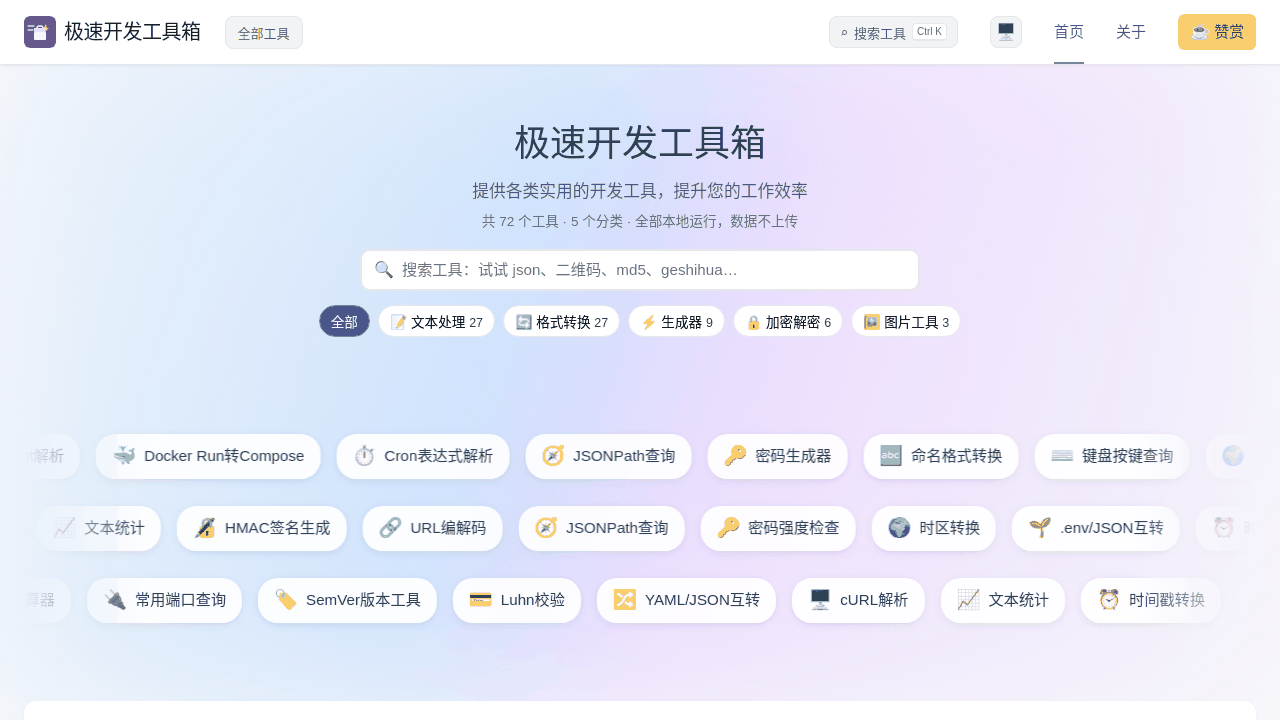 极速开发工具箱
全部工具
搜索工具 Ctrl K
首页
关于
赞赏
极速开发工具箱
提供各类实用的开发工具，提升您的工作效率
共 72 个工具 · 5 个分类 · 全部本地运行，数据不上传
搜索工具：试试 json、二维码、md5、geshihua…
全部 文本处理 27 格式转换 27 生成器 9 加密解密 6 图片工具 3
解析 Docker Run转Compose Cron表达式解析 JSONPath查询 密码生成器 命名格式转换 键盘按键查询
文本统计 HMAC签名生成 URL编解码 JSONPath查询 密码强度检查 时区转换 .env/JSON互转
算器 常用端口查询 SemVer版本工具 Luhn校验 YAML/JSON互转 cURL解析 文本统计 时间戳转换